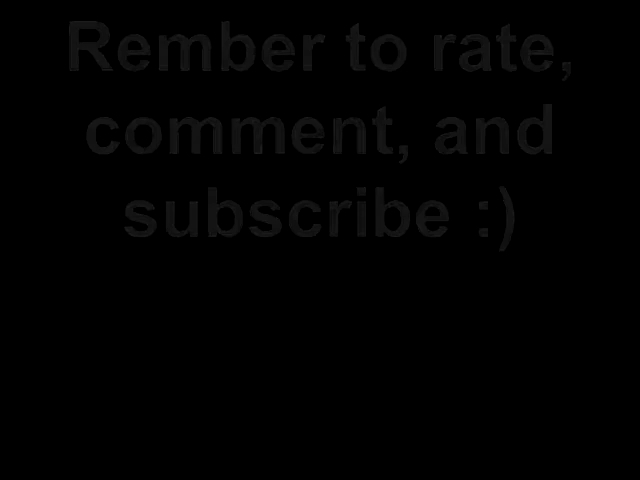 Rember to rate,
comment, and
subscribe :)